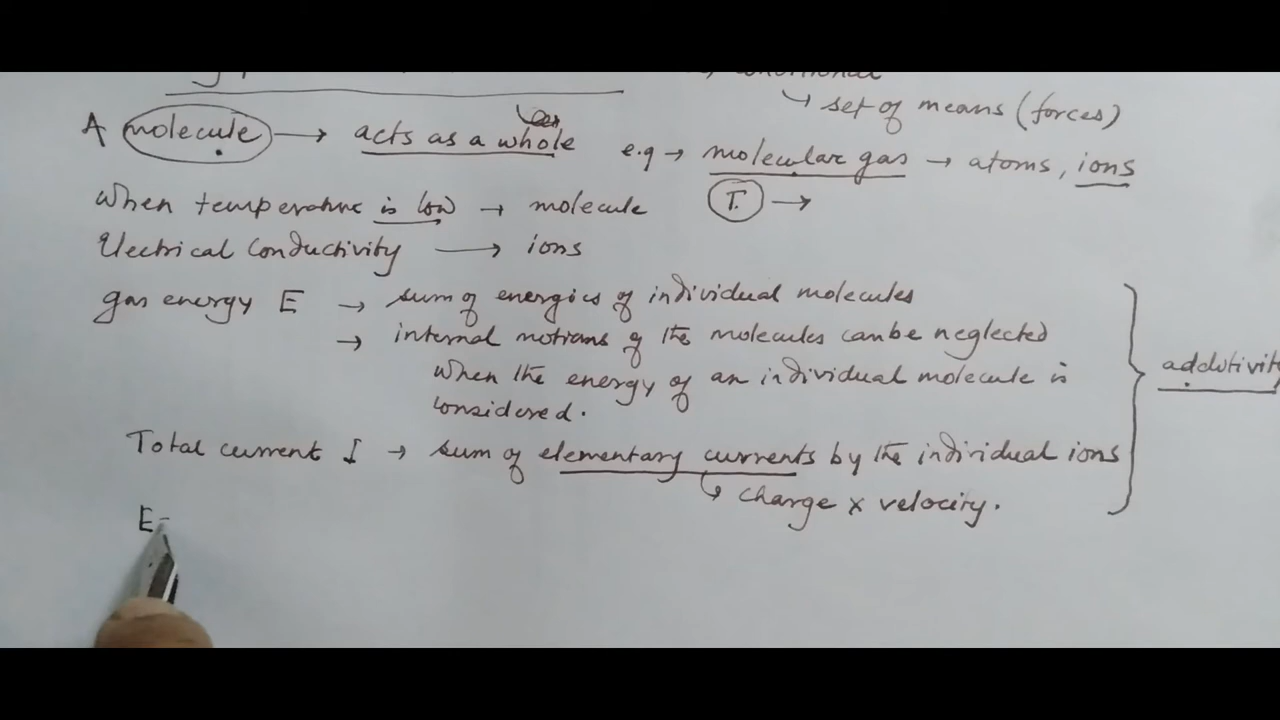 ↳ set of means (forces)
A molecule → acts as a whole e.g → molecular gas → atoms, ions
When temperature is low → molecule T →
Electrical Conductivity → ions
gas energy E → sum of energies of individual molecules
→ internal motions of the molecules can be neglected
when the energy of an individual molecule is
considered.
additivity
Total current I → sum of elementary currents by the individual ions
↳ charge × velocity.
E=